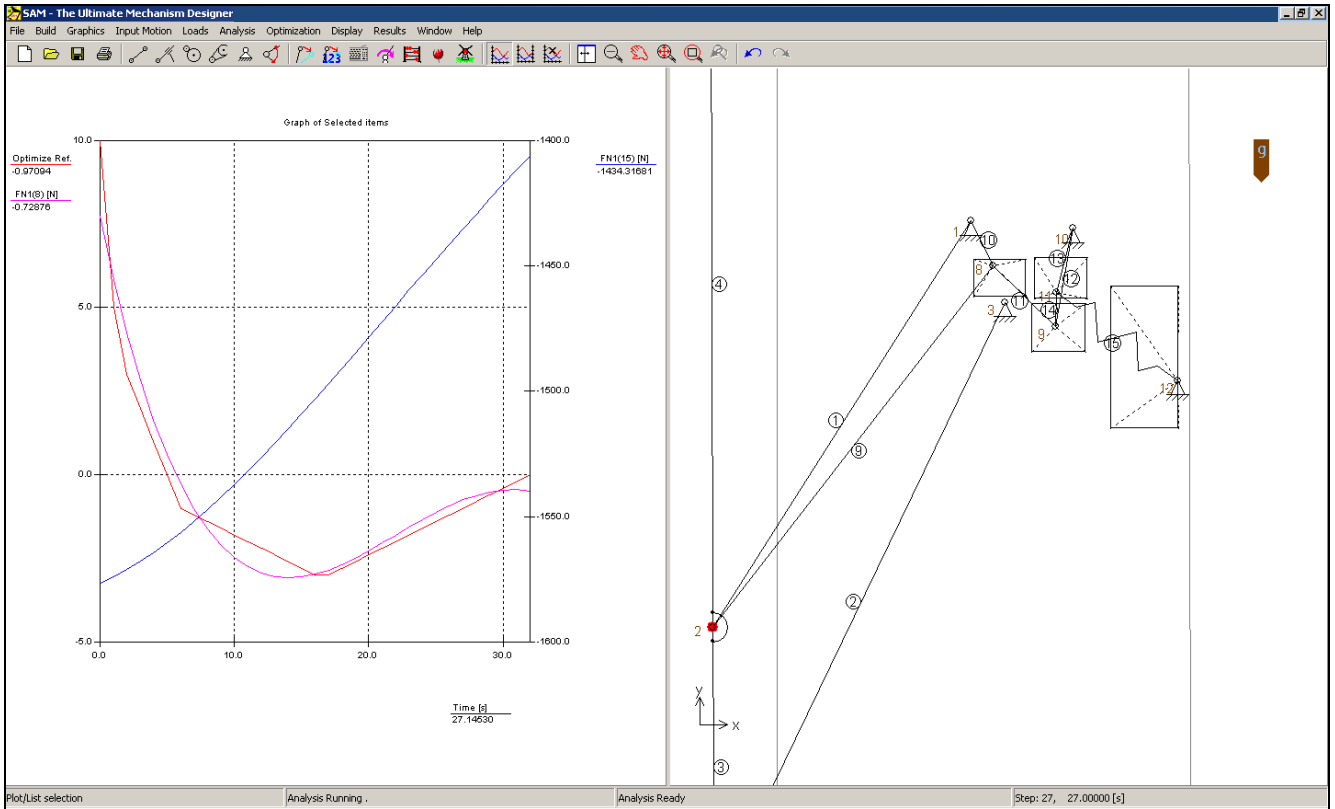 SAM - The Ultimate Mechanism Designer
File Build Graphics Input Motion Loads Analysis Optimization Display Results Window Help
123
Graph of Selected items
Optimize Ref.
-0.97094
FN1(8) [N]
-0.72876
10.0
5.0
0.0
-5.0
0.0 10.0 20.0 30.0
-1400.0
-1450.0
-1500.0
-1550.0
-1600.0
FN1(15) [N]
-1434.31681
Time [s]
27.14530
g
1
10
10
13
8
12
4
11
3
11
14
9
15
12
1
9
2
2
y
x
3
Plot/List selection Analysis Running . Analysis Ready Step: 27, 27.00000 [s]